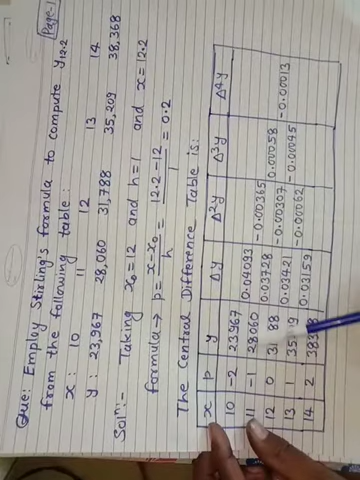 Page-1
Que: Employ Stirling's formula to compute y12.2
from the following table :
x : 10 11 12 13 14
y : 23,967 28,060 31,788 35,209 38,368
Solⁿ:- Taking x₀=12 and h=1 and x=12.2
formula → p = x-x₀/h = 12.2-12/1 = 0.2
The Central Difference Table is:
x p y Δy Δ²y Δ³y Δ⁴y
10 -2 23967
0.04093
11 -1 28060 -0.00365
0.03728 0.00058
12 0 -0.00307 -0.00013
0.03421 -0.00045
13 1 -0.00062
0.03159
14 2